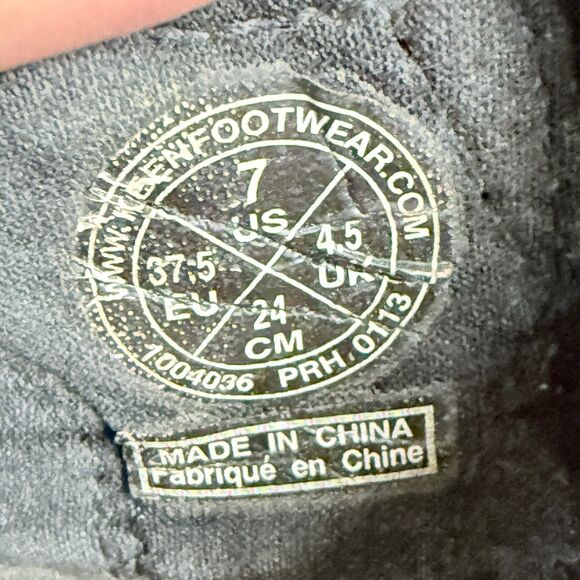 WWW.KEENFOOTWEAR.COM
7
US
4.5
UK
37.5
EU
24
CM
1004036 PRH 0113
MADE IN CHINA
Fabriqué en Chine